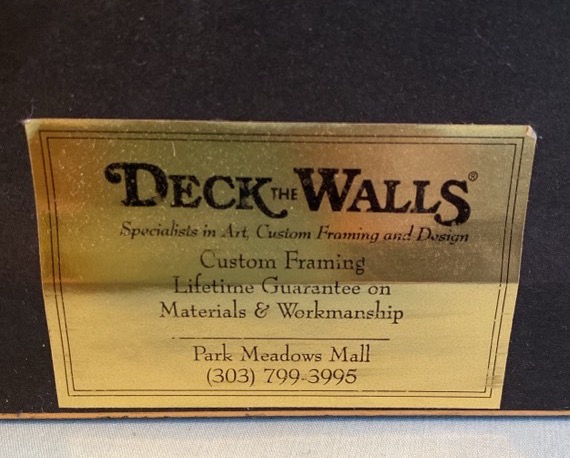 DECK THE WALLS®
Specialists in Art, Custom Framing and Design
Custom Framing
Lifetime Guarantee on
Materials & Workmanship
Park Meadows Mall
(303) 799-3995